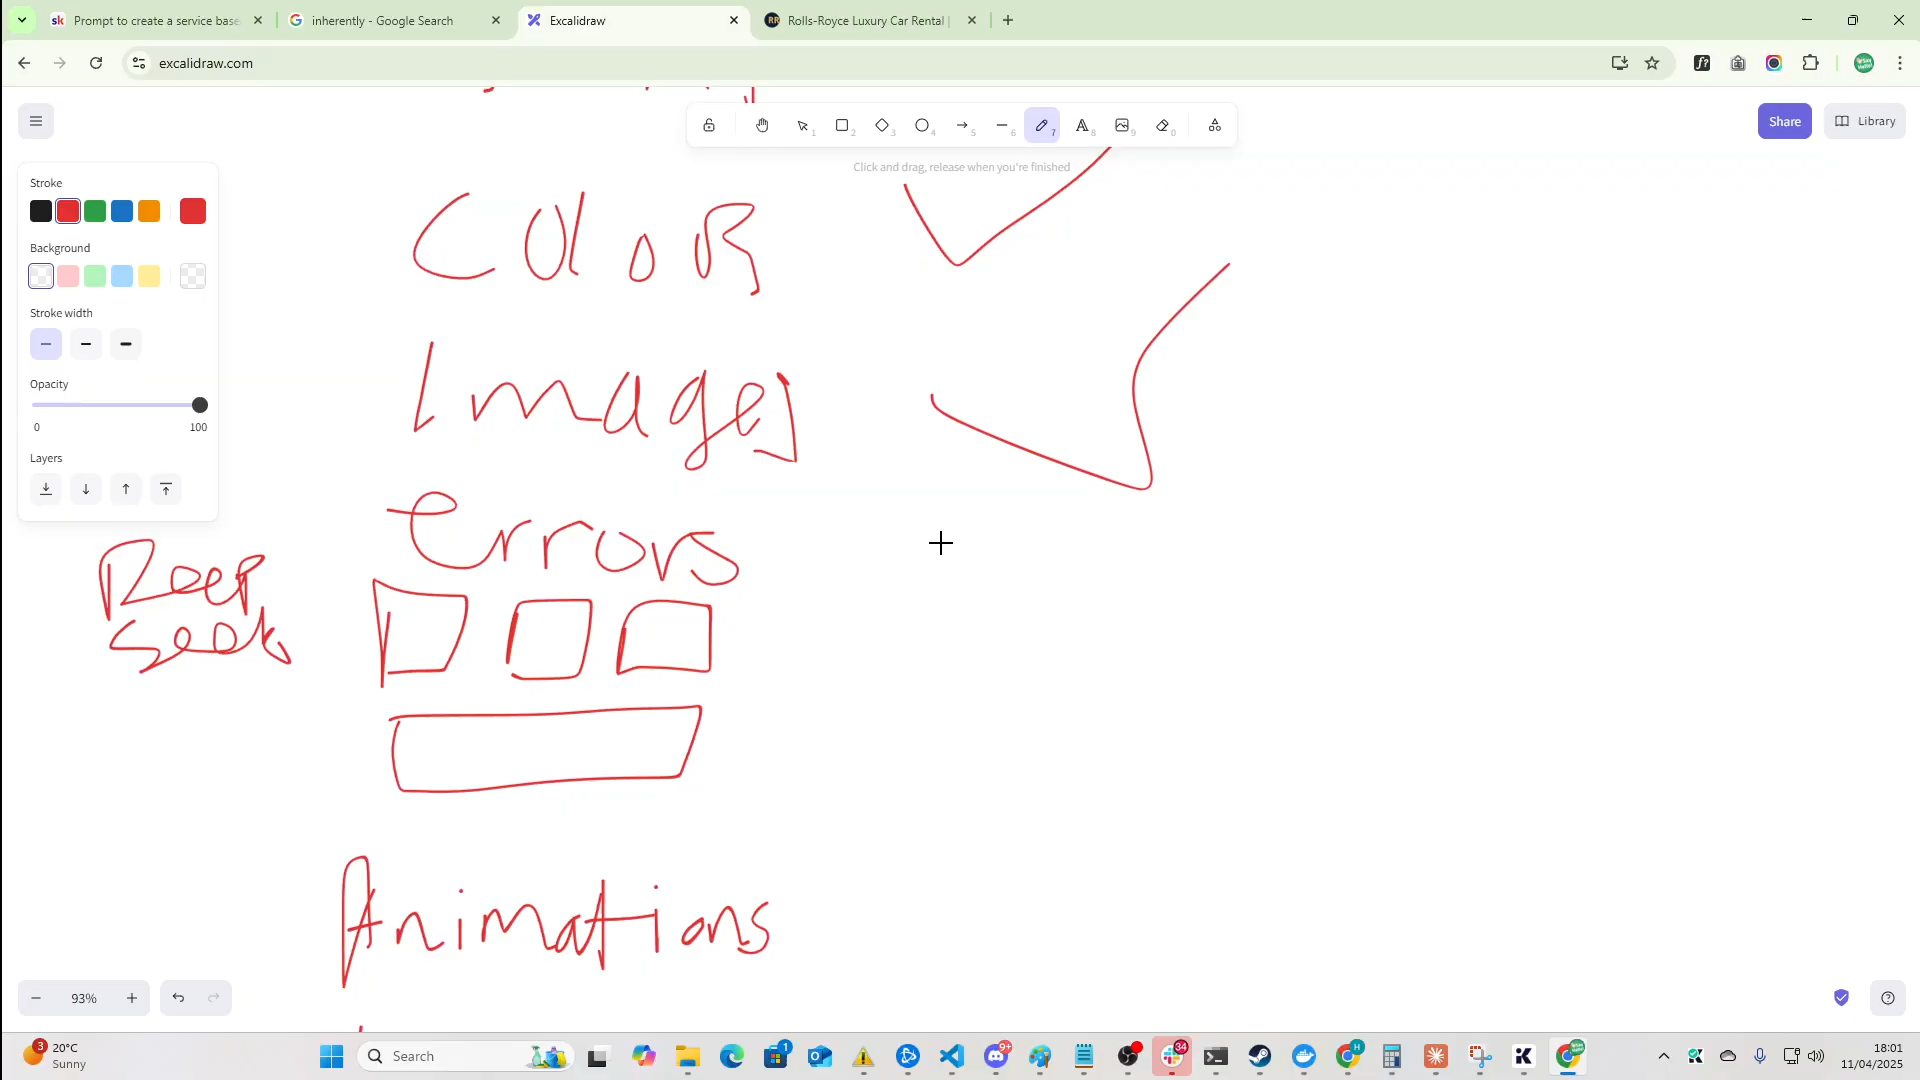 Prompt to create a service base
inherently - Google Search
Excalidraw
Rolls-Royce Luxury Car Rental |
excalidraw.com
Share
Library
Click and drag, release when you're finished
Stroke
Background
Stroke width
Opacity
0
100
Layers
Color
Images
Errors
Deep
Seek
Animations
93%
20°C
Sunny
Search
18:01
11/04/2025